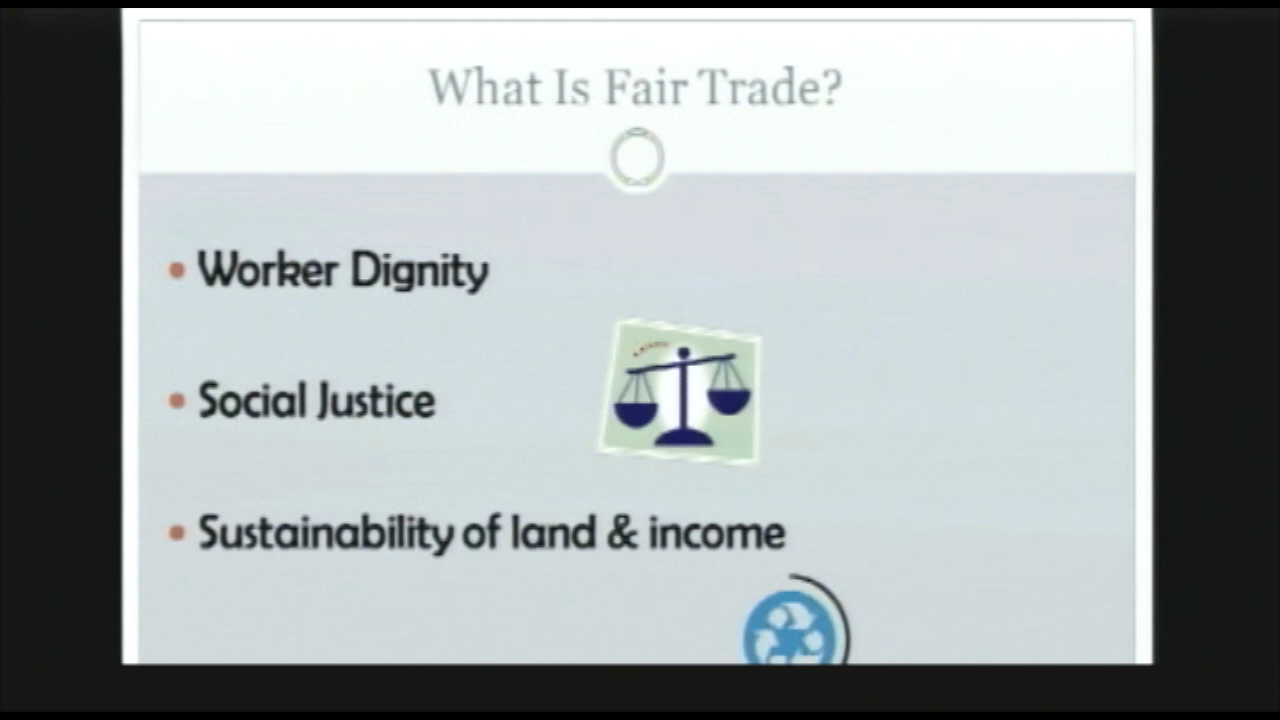 What Is Fair Trade?
• Worker Dignity
• Social Justice
• Sustainability of land & income